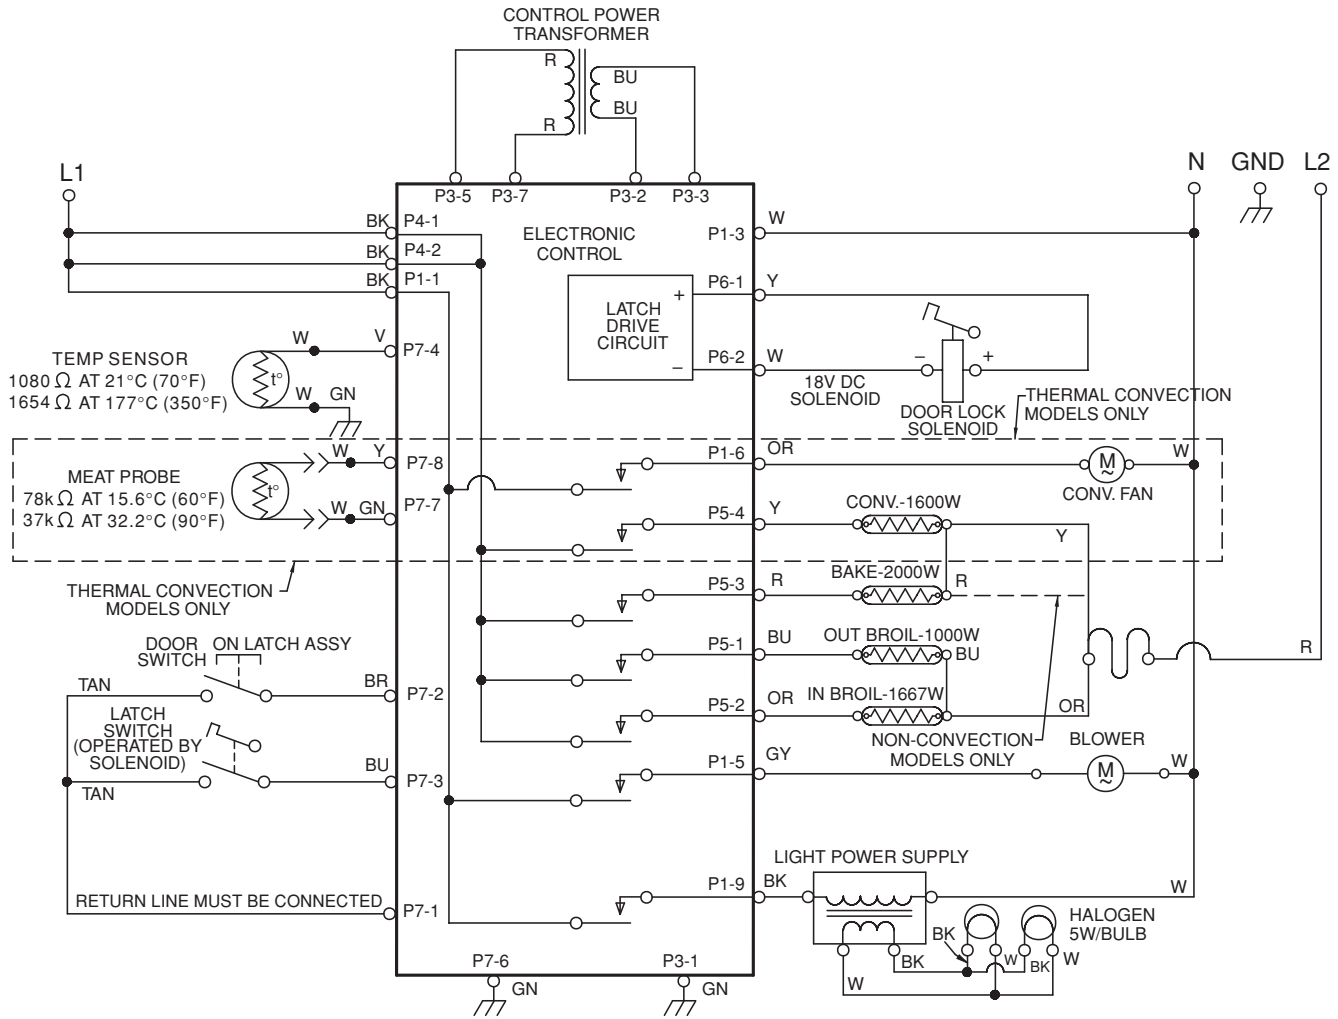 CONTROL POWER
TRANSFORMER
R
BU
BU
R
L1
N
GND
L2
P3-5
P3-7
P3-2
P3-3
BK
P4-1
W
P1-3
ELECTRONIC
CONTROL
BK
P4-2
BK
P1-1
P6-1
Y
+
LATCH
DRIVE
CIRCUIT
–
P6-2
W
–
+
18V DC
SOLENOID
DOOR LOCK
SOLENOID
THERMAL CONVECTION
MODELS ONLY
TEMP SENSOR
1080 Ω AT 21°C (70°F)
1654 Ω AT 177°C (350°F)
t°
W
V
P7-4
W
GN
MEAT PROBE
78k Ω AT 15.6°C (60°F)
37k Ω AT 32.2°C (90°F)
t°
W
Y
P7-8
W
GN
P7-7
P1-6
OR
M
~
W
CONV. FAN
P5-4
Y
CONV.-1600W
Y
THERMAL CONVECTION
MODELS ONLY
P5-3
R
BAKE-2000W
R
P5-1
BU
OUT BROIL-1000W
BU
R
P5-2
OR
IN BROIL-1667W
OR
NON-CONVECTION
MODELS ONLY
DOOR
SWITCH
ON LATCH ASSY
TAN
BR
P7-2
LATCH
SWITCH
(OPERATED BY
SOLENOID)
BU
P7-3
TAN
P1-5
GY
BLOWER
M
~
W
RETURN LINE MUST BE CONNECTED
P7-1
P1-9
BK
LIGHT POWER SUPPLY
W
HALOGEN
5W/BULB
BK
BK
W
BK
W
W
P7-6
GN
P3-1
GN